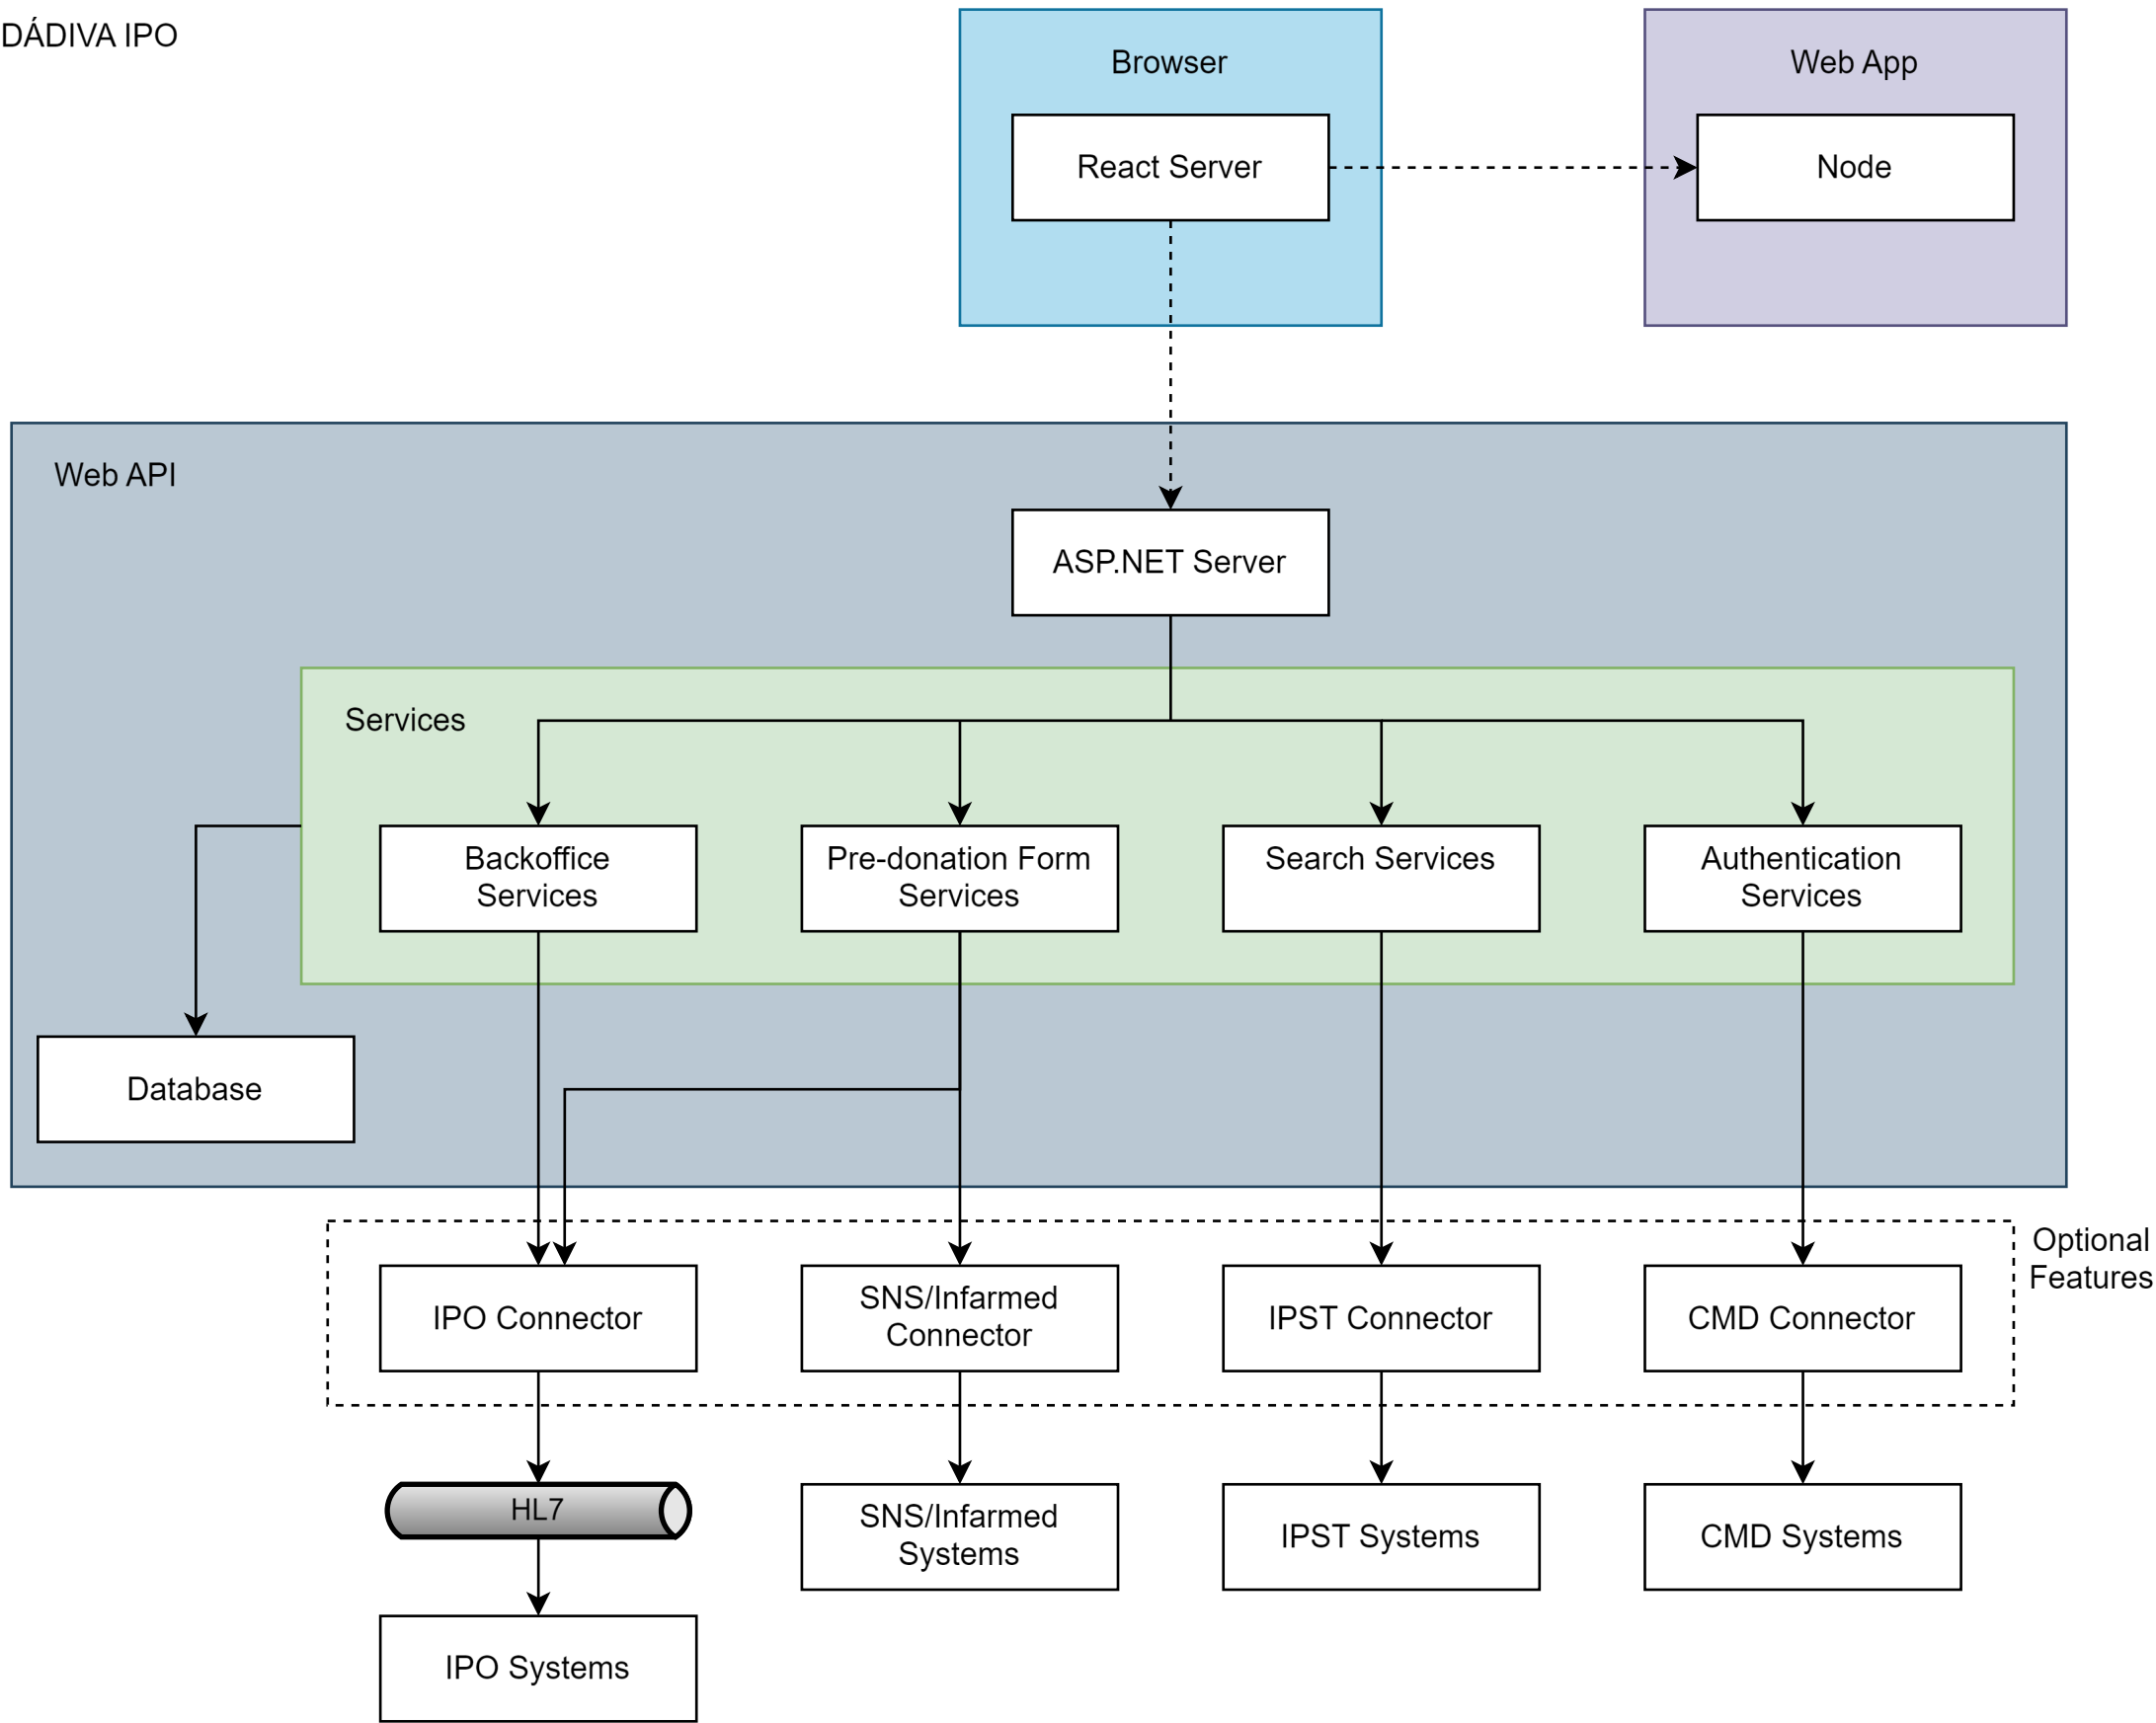 DÁDIVA IPO
Browser
Web App
React Server
Node
Web API
ASP.NET Server
Services
Backoffice
Services
Pre-donation Form
Services
Search Services
Authentication
Services
Database
Optional
Features
IPO Connector
SNS/Infarmed
Connector
IPST Connector
CMD Connector
HL7
SNS/Infarmed
Systems
IPST Systems
CMD Systems
IPO Systems